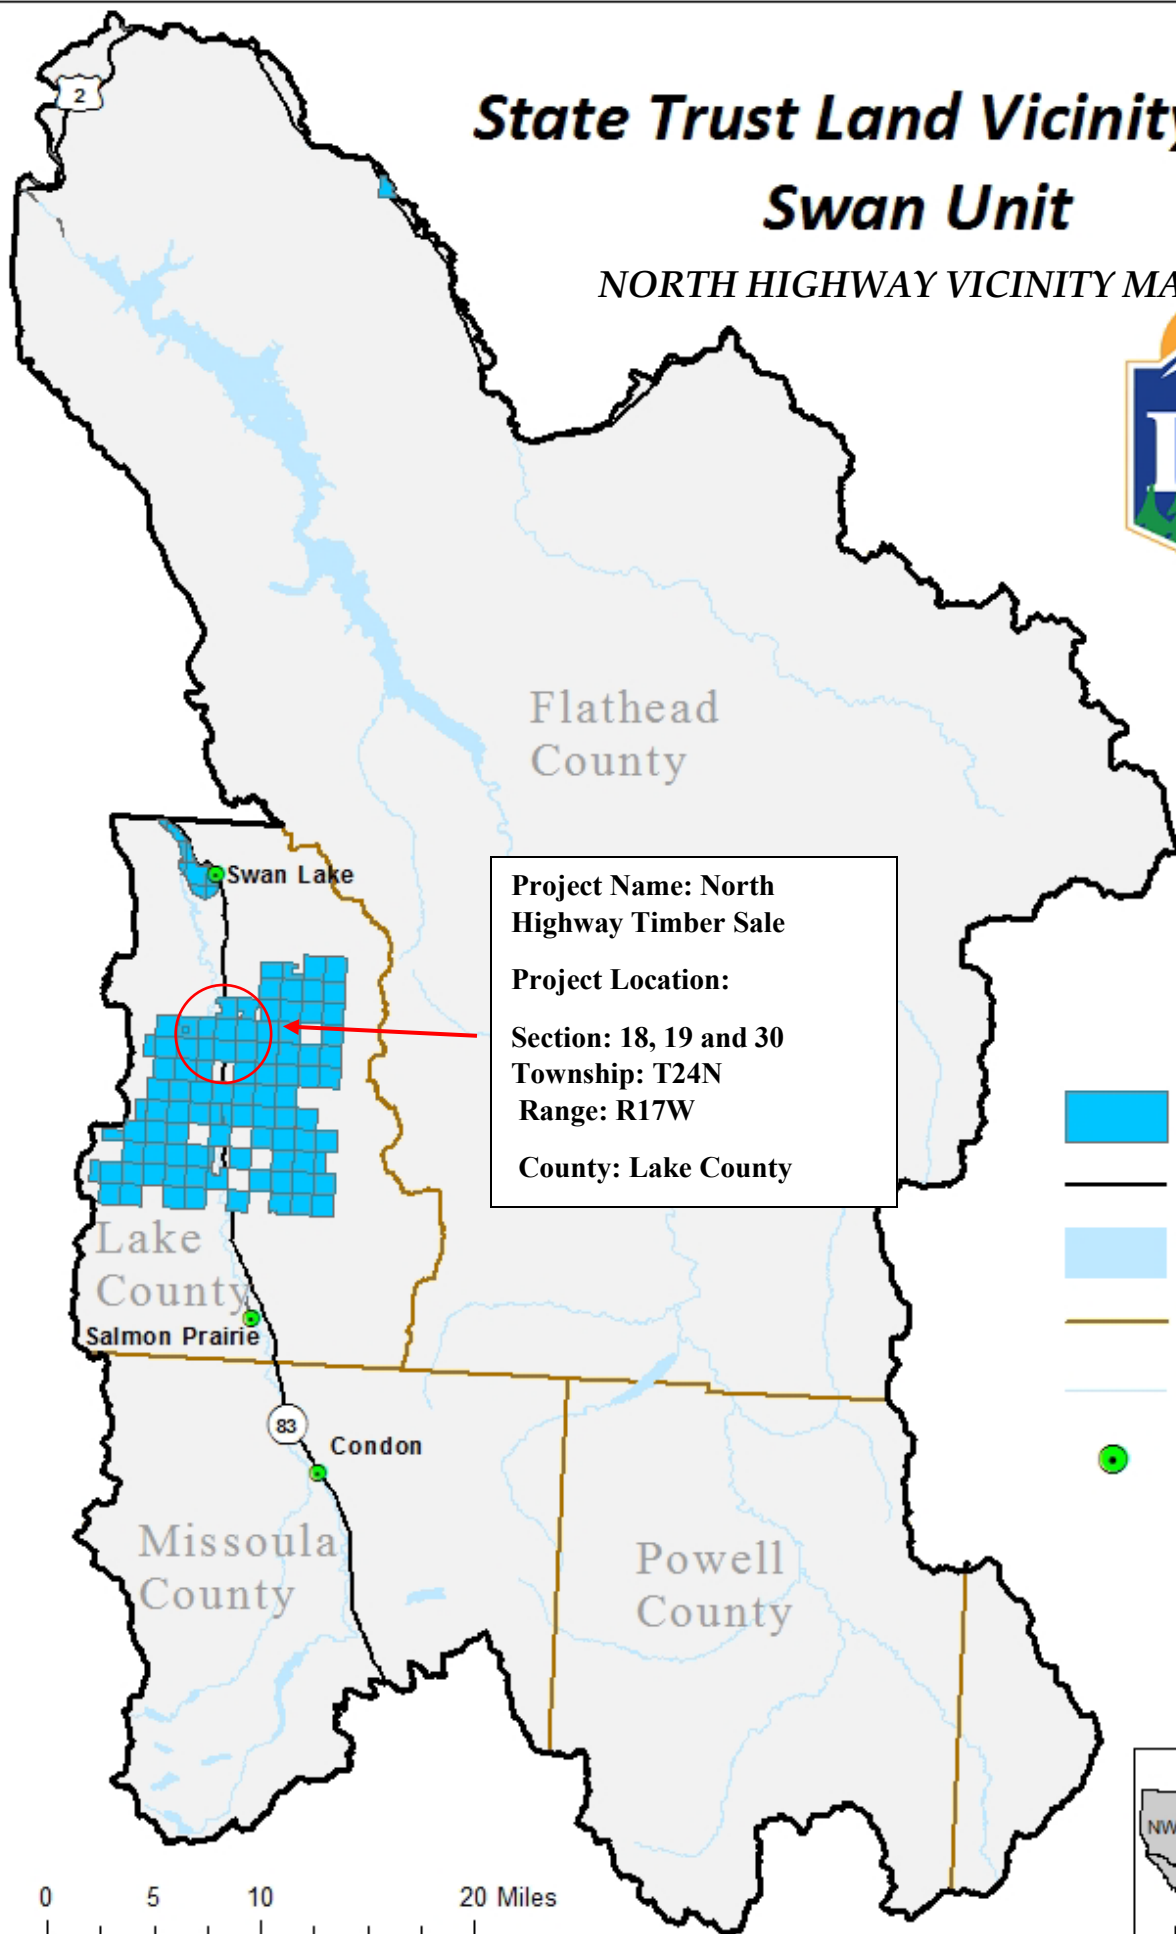 2
State Trust Land Vicinity
Swan Unit
NORTH HIGHWAY VICINITY
Flathead
County
Swan Lake
Project Name: North
Highway Timber Sale
Project Location:
Section: 18, 19 and 30
Township: T24N
Range: R17W
County: Lake County
Lake
County
Salmon Prairie
83
Condon
Missoula
County
Powell
County
NW
0 5 10 20 Miles